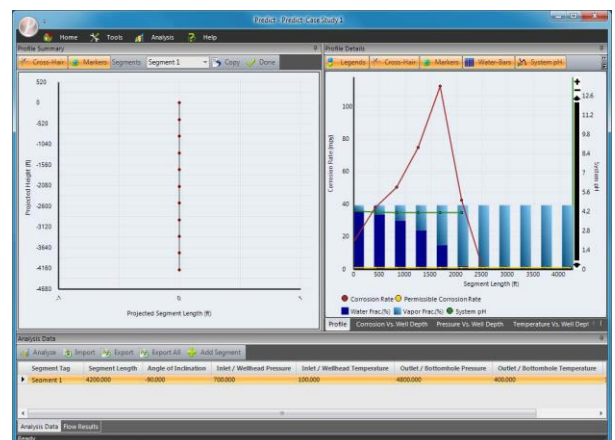 Predict - Predict-Case Study 1
Home Tools Analysis Help
Profile Summary
Cross-Hair Markers Segments Segment 1 Copy Done
520
0
-520
-1040
-1560
-2080
-2600
-3120
-3640
-4160
-4680
0
Projected Height (ft)
Projected Segment Length (ft)
Profile Details
Legends Cross-Hair Markers Water-Bars System pH
100
80
60
40
20
0
Corrosion Rate (mpy)
12.6
11.2
9.8
8.4
7
5.6
4.2
2.8
1.4
0
System pH
0 500 1000 1500 2000 2500 3000 3500 4000
Segment Length (ft)
Corrosion Rate Permissible Corrosion Rate
Water Frac.(%) Vapor Frac.(%) System pH
Profile Corrosion Vs. Well Depth Pressure Vs. Well Depth Temperature Vs. Well Dept
Analysis Data
Analyze Import Export Export All Add Segment
Segment Tag Segment Length Angle of Inclination Inlet / Wellhead Pressure Inlet / Wellhead Temperature Outlet / Bottomhole Pressure Outlet / Bottomhole Temperature
Segment 1 4200.000 -90.000 700.000 100.000 4800.000 400.000
Analysis Data Flow Results
Ready